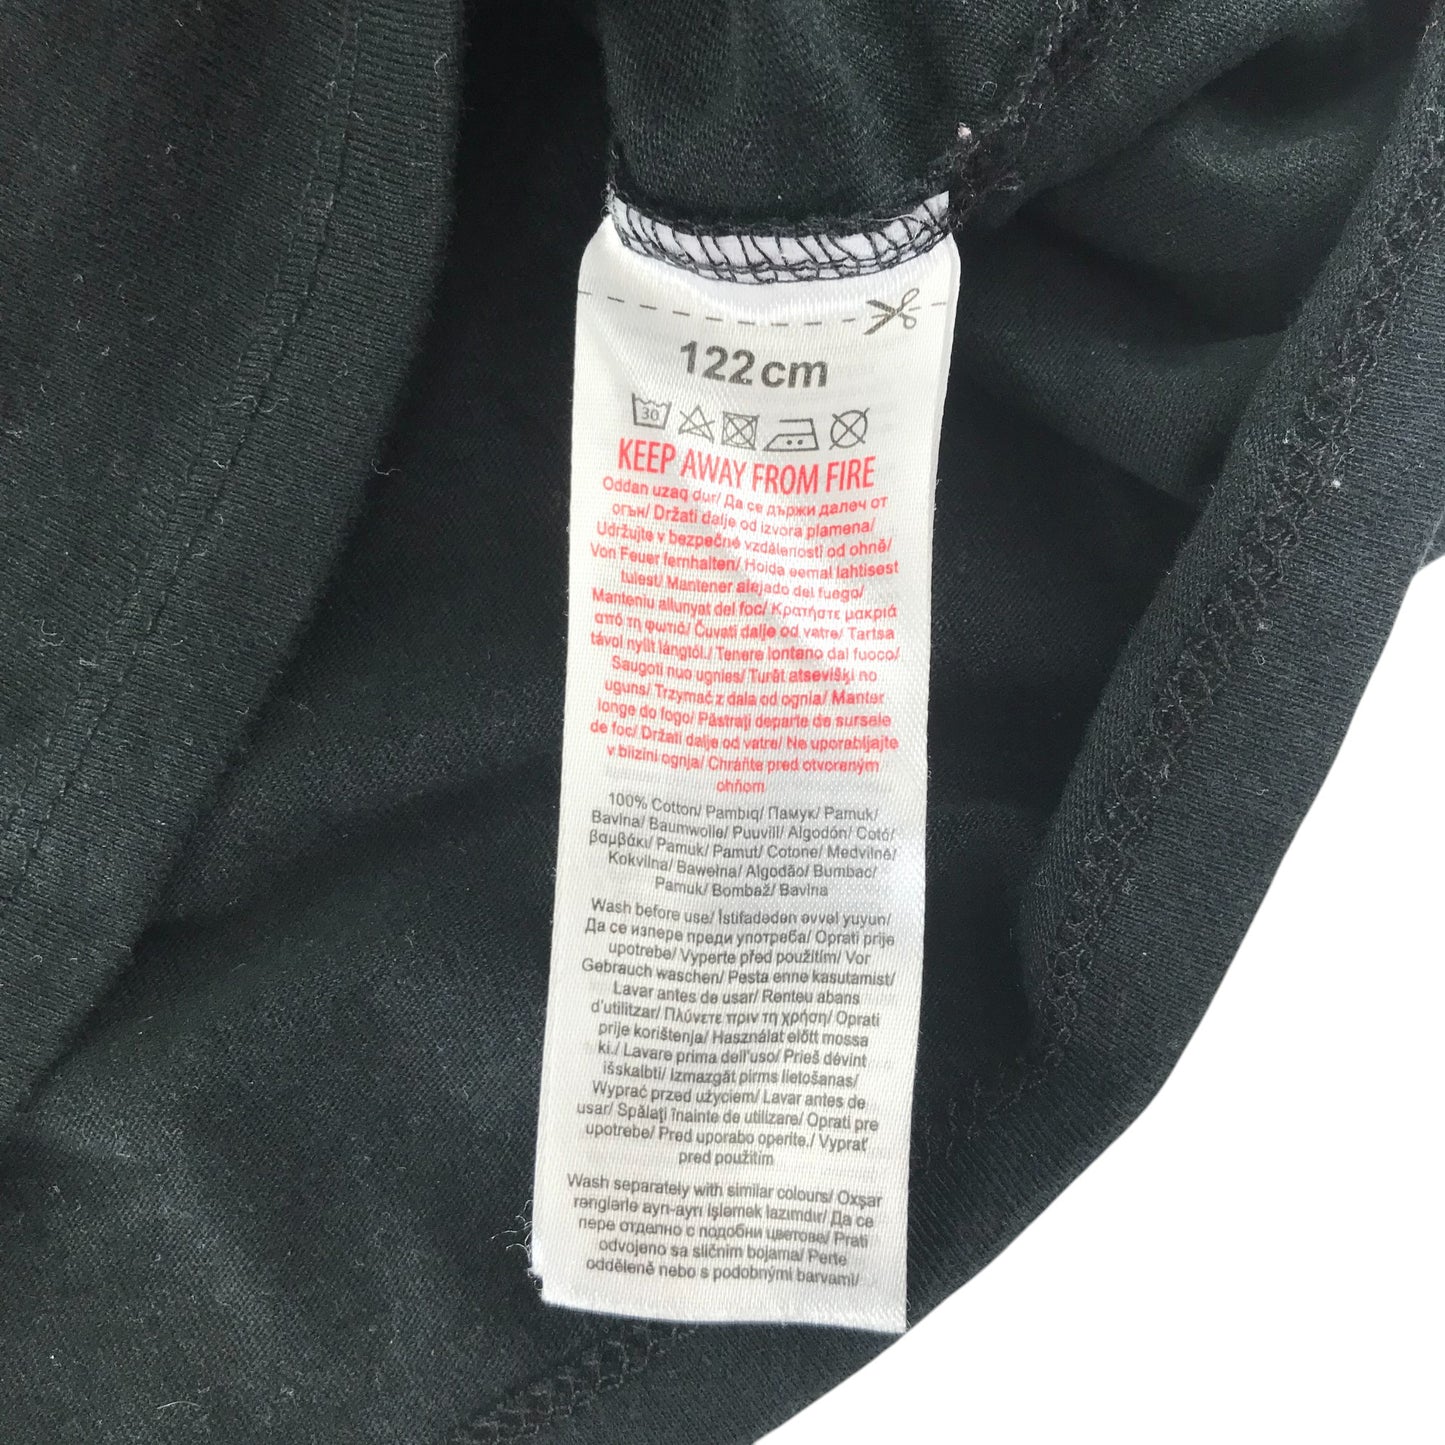 122cm
30
KEEP AWAY FROM FIRE
Oddan uzaq dur/ Да се държи далеч от
огън/ Držati dalje od izvora plamena/
Udržujte v bezpečné vzdálenosti od ohně/
Von Feuer fernhalten/ Hoida eemal lahtisest
tulest/ Mantener alejado del fuego/
Manteniu allunyat del foc/ Κρατήστε μακριά
από τη φωτιά/ Čuvati dalje od vatre/ Tartsa
távol nyílt lángtól./ Tenere lontano dal fuoco/
Saugoti nuo ugnies/ Turēt atsevišķi no
uguns/ Trzymać z dala od ognia/ Manter
longe do fogo/ Păstraţi departe de sursele
de foc/ Držati dalje od vatre/ Ne uporabljajte
v bližini ognja/ Chráňte pred otvoreným
ohňom
100% Cotton/ Pambıq/ Памук/ Pamuk/
Bavlna/ Baumwolle/ Puuvill/ Algodón/ Cotó/
βαμβάκι/ Pamuk/ Pamut/ Cotone/ Medvilnė/
Kokvilna/ Bawełna/ Algodão/ Bumbac/
Pamuk/ Bombaž/ Bavlna
Wash before use/ İstifadədən əvvəl yuyun/
Да се изпере преди употреба/ Oprati prije
upotrebe/ Vyperte před použitím/ Vor
Gebrauch waschen/ Pesta enne kasutamist/
Lavar antes de usar/ Renteu abans
d'utilitzar/ Πλύνετε πριν τη χρήση/ Oprati
prije korištenja/ Használat előtt mossa
ki./ Lavare prima dell'uso/ Prieš dėvint
išskalbti/ Izmazgāt pirms lietošanas/
Wyprać przed użyciem/ Lavar antes de
usar/ Spălaţi înainte de utilizare/ Oprati pre
upotrebe/ Pred uporabo operite./ Vyprať
pred použitím
Wash separately with similar colours/ Oxşar
rənglərlə ayrı-ayrı işləmək lazımdır/ Да се
пере отделно с подобни цветове/ Prati
odvojeno sa sličnim bojama/ Perte
odděleně nebo s podobnými barvami/